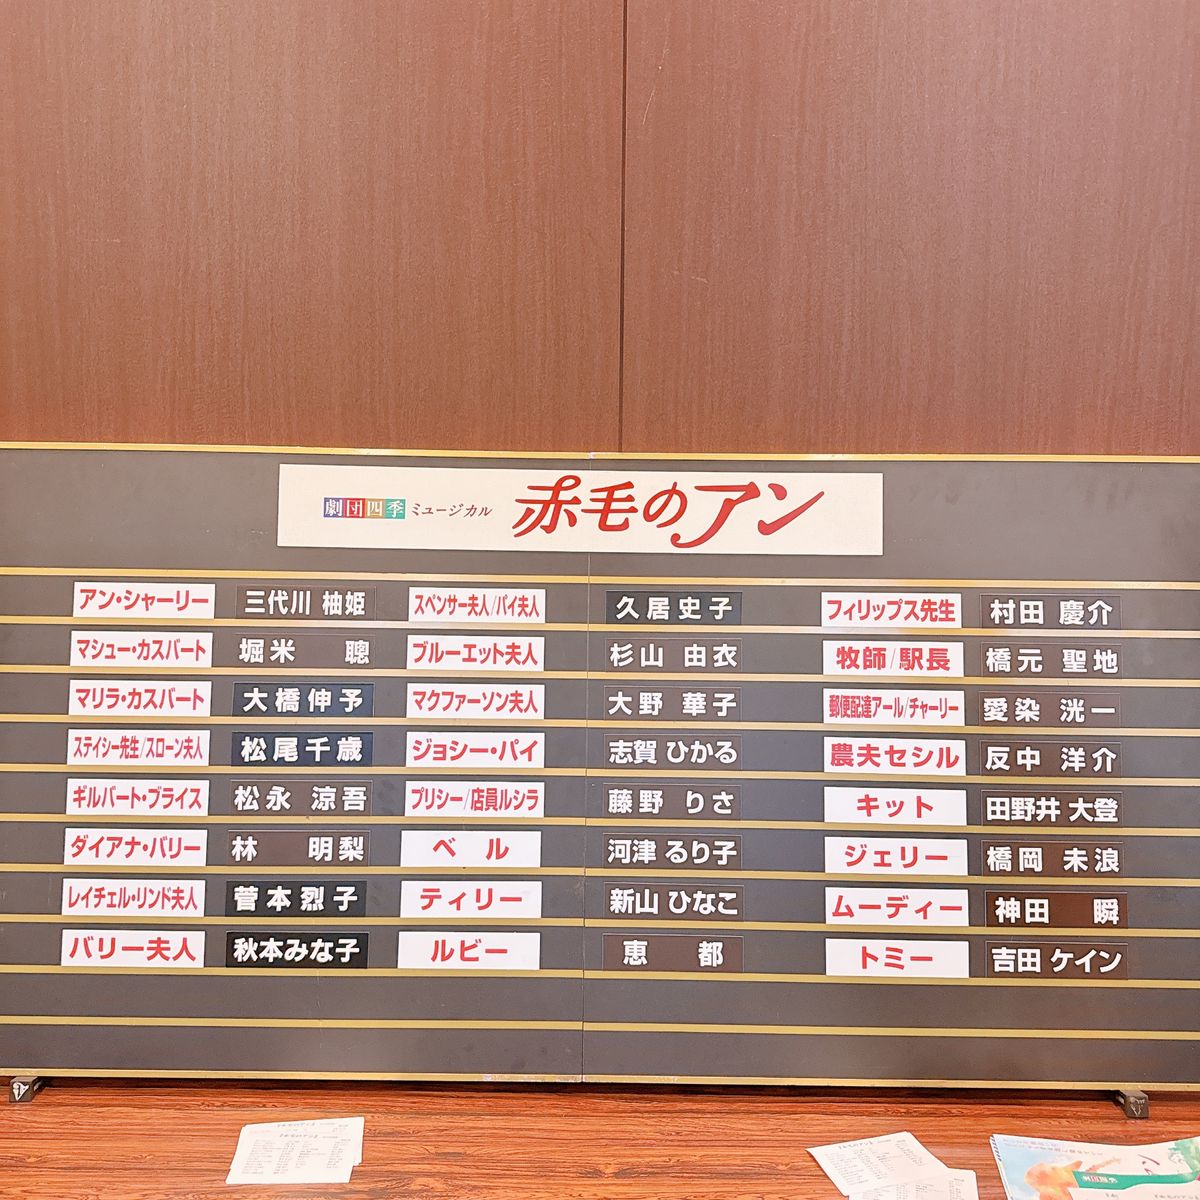 劇団四季 ミュージカル 赤毛のアン
アン・シャーリー 三代川 柚姫 スペンサー夫人/パイ夫人 久居史子 フィリップス先生 村田 慶介
マシュー・カスバート 堀米 聰 ブルーエット夫人 杉山 由衣 牧師/駅長 橋元 聖地
マリラ・カスバート 大橋伸予 マクファーソン夫人 大野 華子 郵便配達アール/チャーリー 愛染 洸一
ステイシー先生/スローン夫人 松尾千歳 ジョシー・パイ 志賀 ひかる 農夫セシル 反中 洋介
ギルバート・ブライス 松永 涼吾 プリシー/店員ルシラ 藤野 りさ キット 田野井 大登
ダイアナ・バリー 林 明梨 ベル 河津 るり子 ジェリー 橋岡 未浪
レイチェル・リンド夫人 菅本烈子 ティリー 新山 ひなこ ムーディー 神田 瞬
バリー夫人 秋本みな子 ルビー 恵 都 トミー 吉田 ケイン
『赤毛のアン』
劇団四季